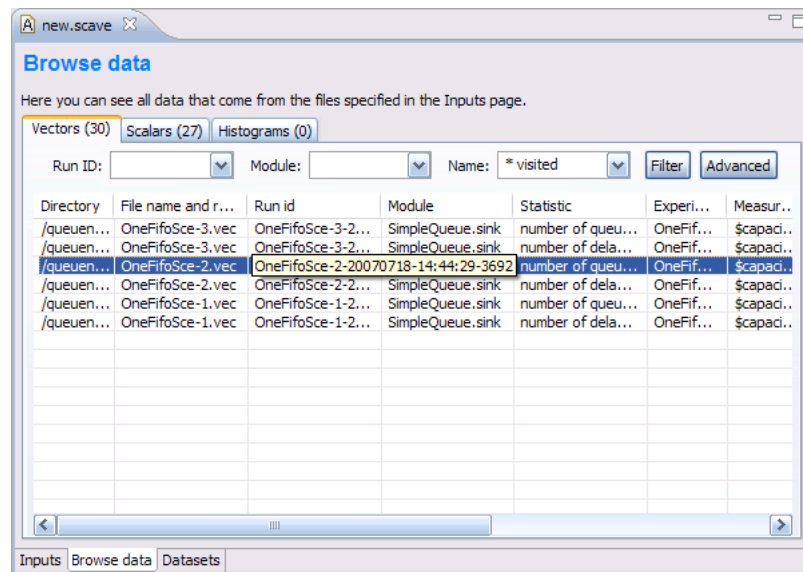 new.scave
Browse data
Here you can see all data that come from the files specified in the Inputs page.
Vectors (30) Scalars (27) Histograms (0)
Run ID: Module: Name: * visited Filter Advanced
Directory File name and r... Run id Module Statistic Experi... Measur..
/queuen... OneFifoSce-3.vec OneFifoSce-3-2... SimpleQueue.sink number of queu... OneFif... $capaci..
/queuen... OneFifoSce-3.vec OneFifoSce-3-2... SimpleQueue.sink number of dela... OneFif... $capaci..
/queuen... OneFifoSce-2.vec OneFifoSce-2-20070718-14:44:29-3692 number of queu... OneFif... $capaci..
/queuen... OneFifoSce-2.vec OneFifoSce-2-2... SimpleQueue.sink number of dela... OneFif... $capaci..
/queuen... OneFifoSce-1.vec OneFifoSce-1-2... SimpleQueue.sink number of queu... OneFif... $capaci..
/queuen... OneFifoSce-1.vec OneFifoSce-1-2... SimpleQueue.sink number of dela... OneFif... $capaci..
Inputs Browse data Datasets